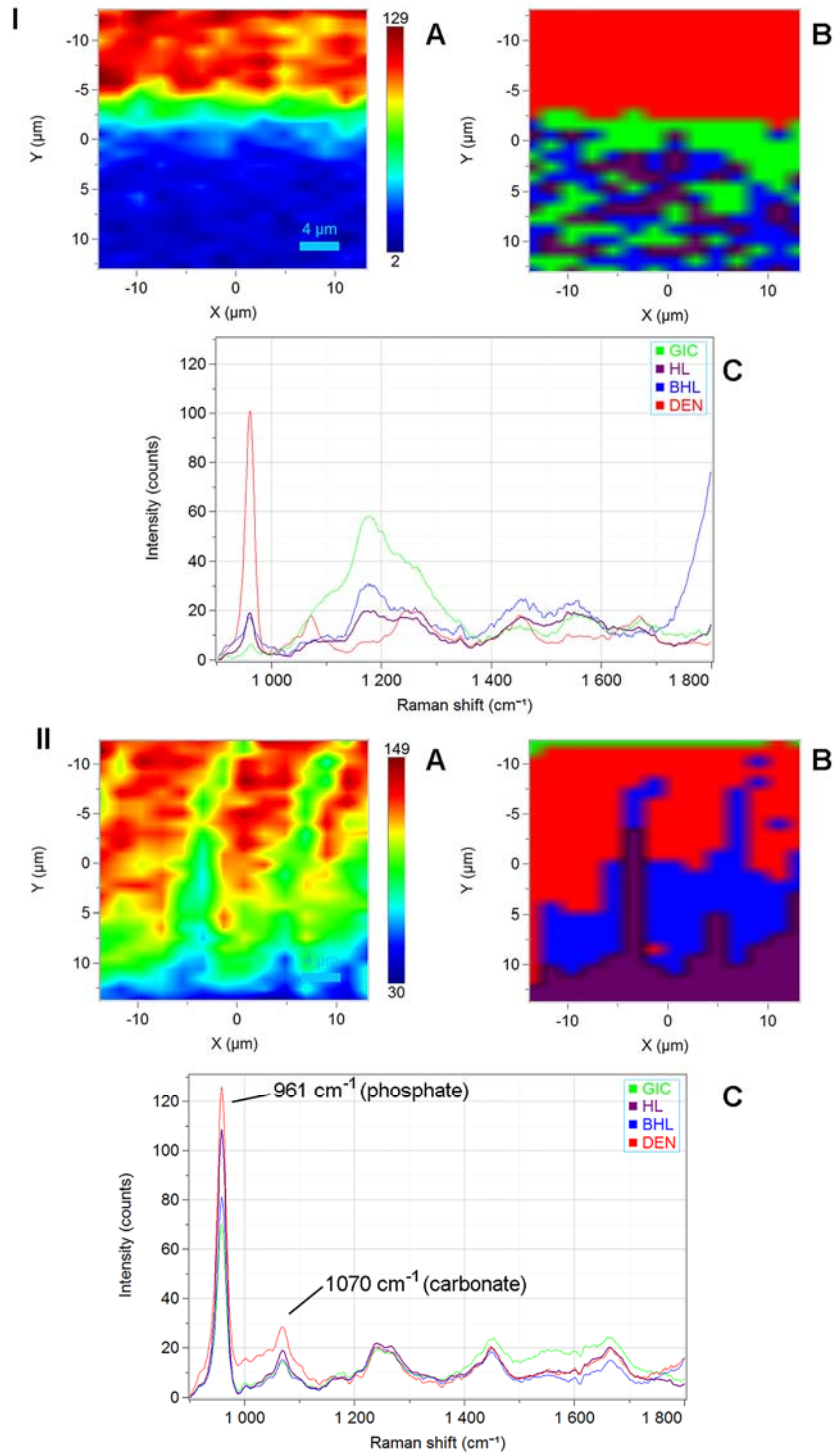 I
A
B
129
2
-10
-5
0
5
10
Y (µm)
4 µm
-10
0
10
X (µm)
-10
-5
0
5
10
Y (µm)
-10
0
10
X (µm)
C
GIC
HL
BHL
DEN
120
100
80
60
40
20
0
Intensity (counts)
1 000
1 200
1 400
1 600
1 800
Raman shift (cm⁻¹)
II
A
B
149
30
-10
-5
0
5
10
Y (µm)
4 µm
-10
0
10
X (µm)
-10
-5
0
5
10
Y (µm)
-10
0
10
X (µm)
C
961 cm⁻¹ (phosphate)
1070 cm⁻¹ (carbonate)
GIC
HL
BHL
DEN
120
100
80
60
40
20
0
Intensity (counts)
1 000
1 200
1 400
1 600
1 800
Raman shift (cm⁻¹)